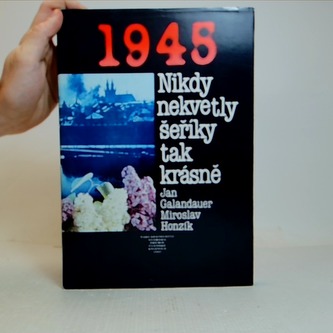 1945
Nikdy
nekvetly
šeříky
tak
krásně
Jan
Galandauer
Miroslav
Honzík